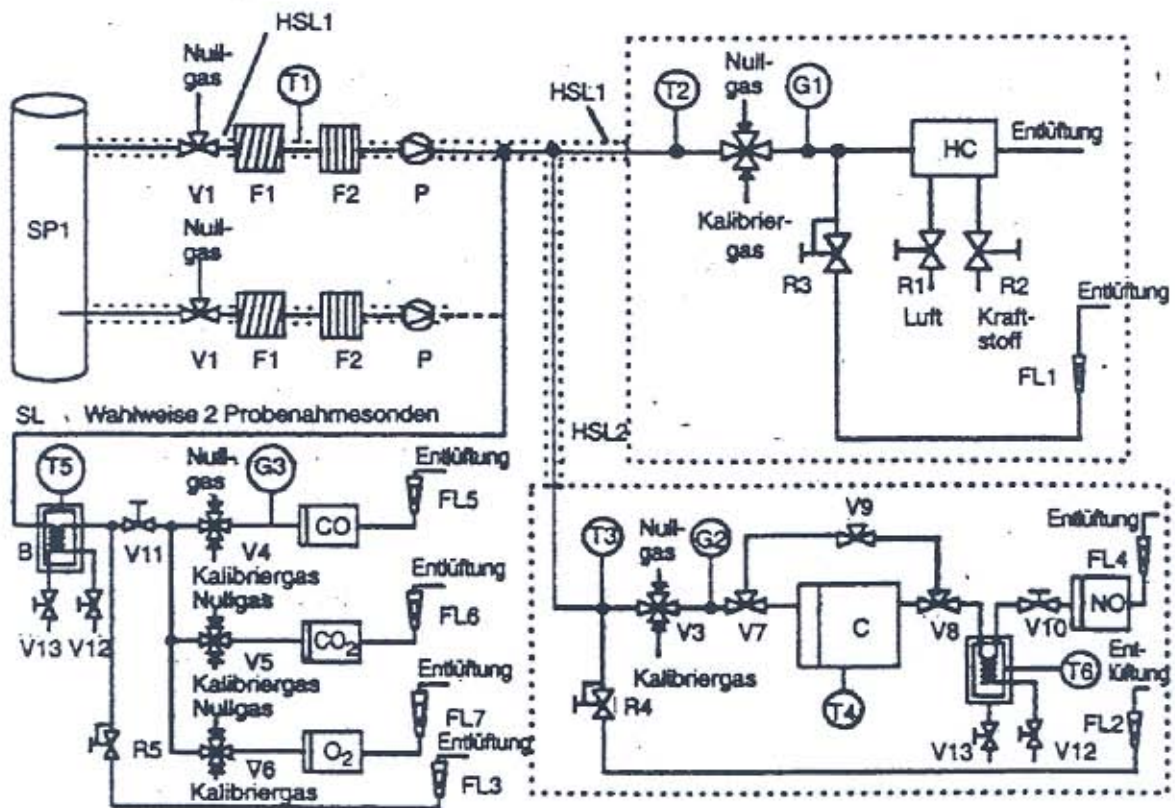 HSL1
Null-
gas
T1
V1
F1
F2
P
SP1
Null-
gas
V1
F1
F2
P
SL
Wahlweise 2 Probenahmesonden
HSL1
T2
Null-
gas
G1
HC
Entlüftung
Kalibrier-
gas
R3
R1
Luft
R2
Kraft-
stoff
Entlüftung
FL1
HSL2
T5
B
V13
V12
V11
Null-
gas
G3
V4
CO
Entlüftung
FL5
Kalibriergas
Nullgas
V5
CO2
Entlüftung
FL6
Kalibriergas
Nullgas
V6
O2
Entlüftung
FL7
Kalibriergas
R5
Entlüftung
FL3
T3
Null-
gas
G2
V9
V3
V7
C
V8
Kalibriergas
R4
T4
V10
NO
Entlüftung
FL4
T6
Ent-
lüftung
FL2
V13
V12